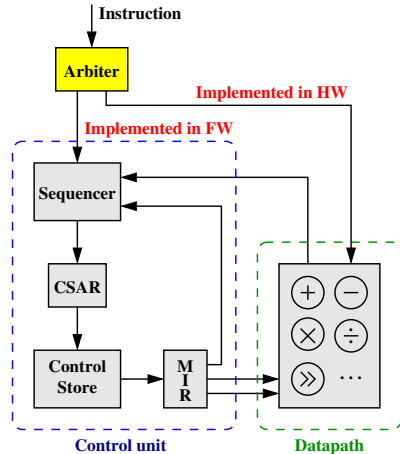 Instruction
Arbiter
Implemented in HW
Implemented in FW
Sequencer
CSAR
Control
Store
M
I
R
+ −
× ÷
≫ ···
Control unit
Datapath